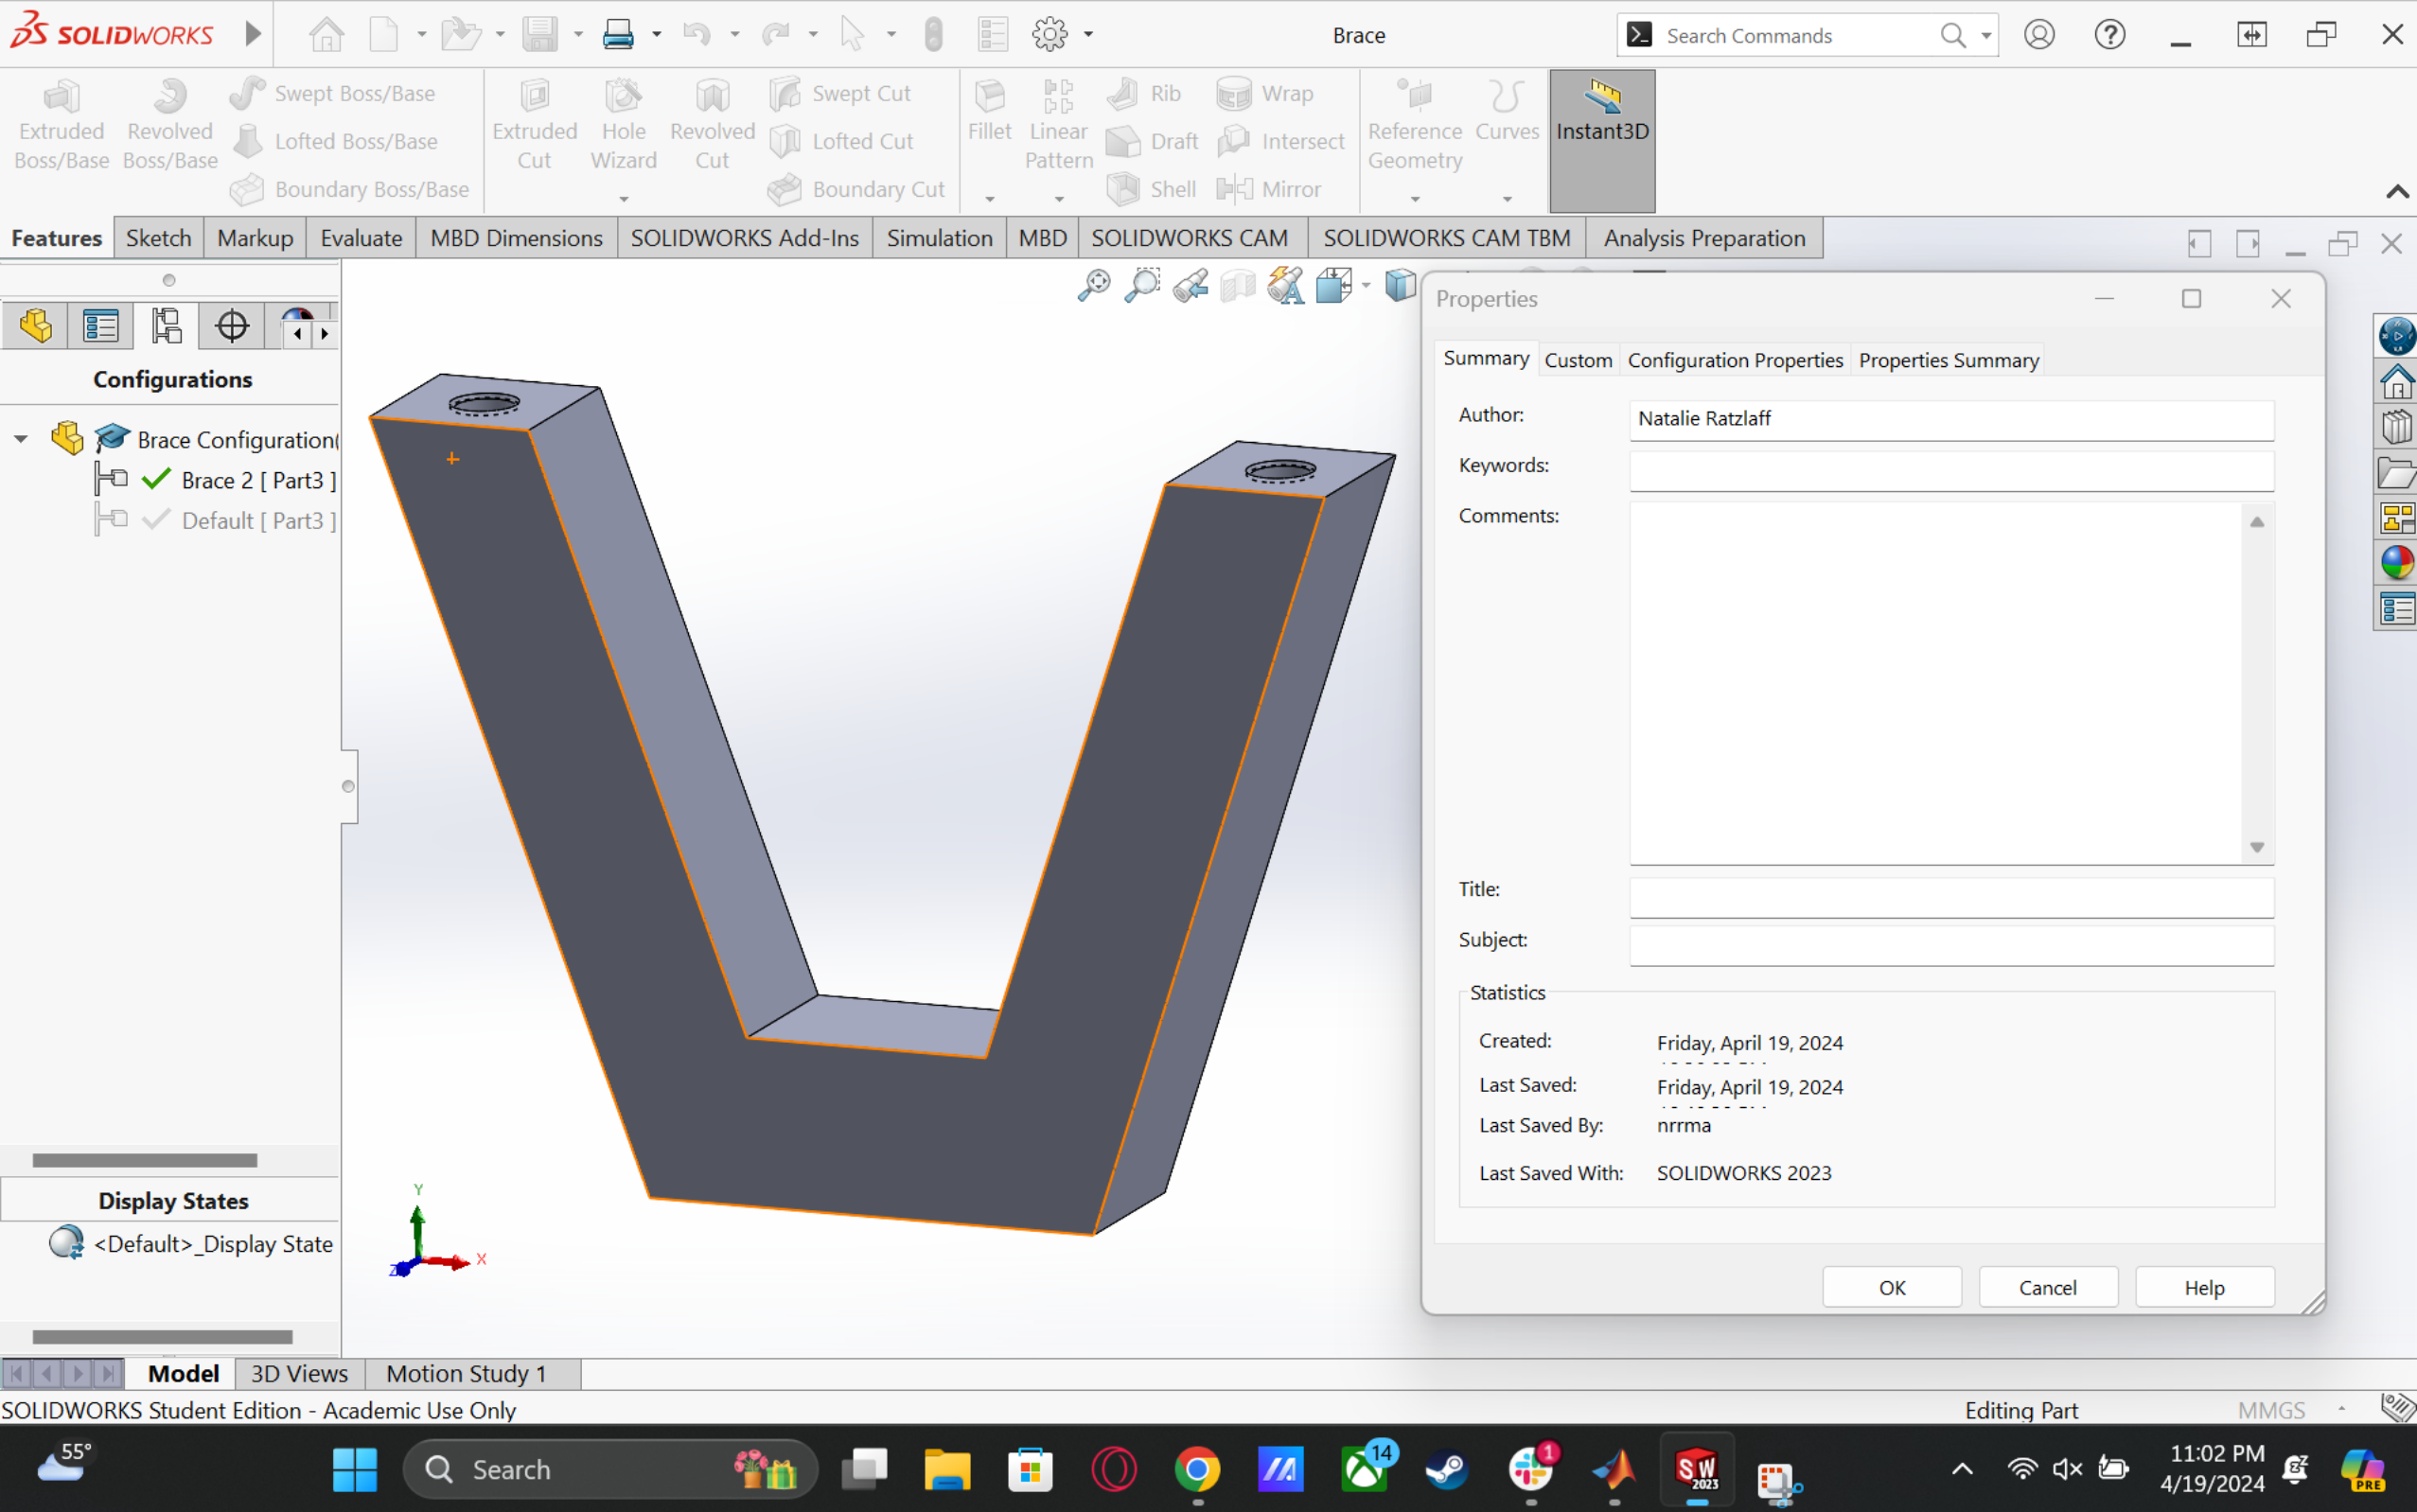 SOLIDWORKS
Brace
Search Commands
Extruded Boss/Base
Revolved Boss/Base
Swept Boss/Base
Lofted Boss/Base
Boundary Boss/Base
Extruded Cut
Hole Wizard
Revolved Cut
Swept Cut
Lofted Cut
Boundary Cut
Fillet
Linear Pattern
Rib
Draft
Shell
Wrap
Intersect
Mirror
Reference Geometry
Curves
Instant3D
Features Sketch Markup Evaluate MBD Dimensions SOLIDWORKS Add-Ins Simulation MBD SOLIDWORKS CAM SOLIDWORKS CAM TBM Analysis Preparation
Configurations
Brace Configuration(
Brace 2 [ Part3 ]
Default [ Part3 ]
Display States
<Default>_Display State
Y
X
Z
Properties
Summary Custom Configuration Properties Properties Summary
Author: Natalie Ratzlaff
Keywords:
Comments:
Title:
Subject:
Statistics
Created: Friday, April 19, 2024
Last Saved: Friday, April 19, 2024
Last Saved By: nrrma
Last Saved With: SOLIDWORKS 2023
OK Cancel Help
Model 3D Views Motion Study 1
SOLIDWORKS Student Edition - Academic Use Only
Editing Part MMGS
55°
Search
14
1
SW
2023
11:02 PM
4/19/2024
PRE